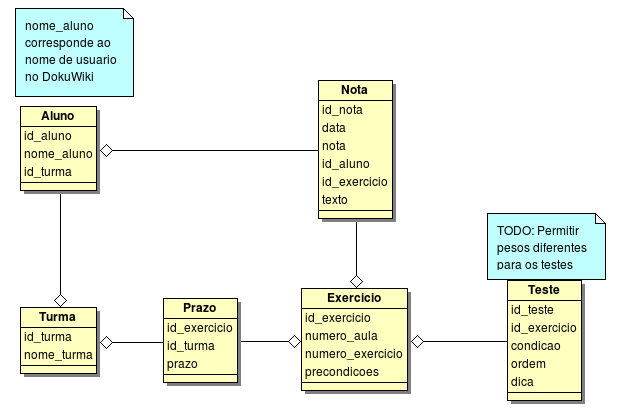 nome_aluno
corresponde ao
nome de usuario
no DokuWiki
Aluno
id_aluno
nome_aluno
id_turma
Nota
id_nota
data
nota
id_aluno
id_exercicio
texto
TODO: Permitir
pesos diferentes
para os testes
Turma
id_turma
nome_turma
Prazo
id_exercicio
id_turma
prazo
Exercicio
id_exercicio
numero_aula
numero_exercicio
precondicoes
Teste
id_teste
id_exercicio
condicao
ordem
dica